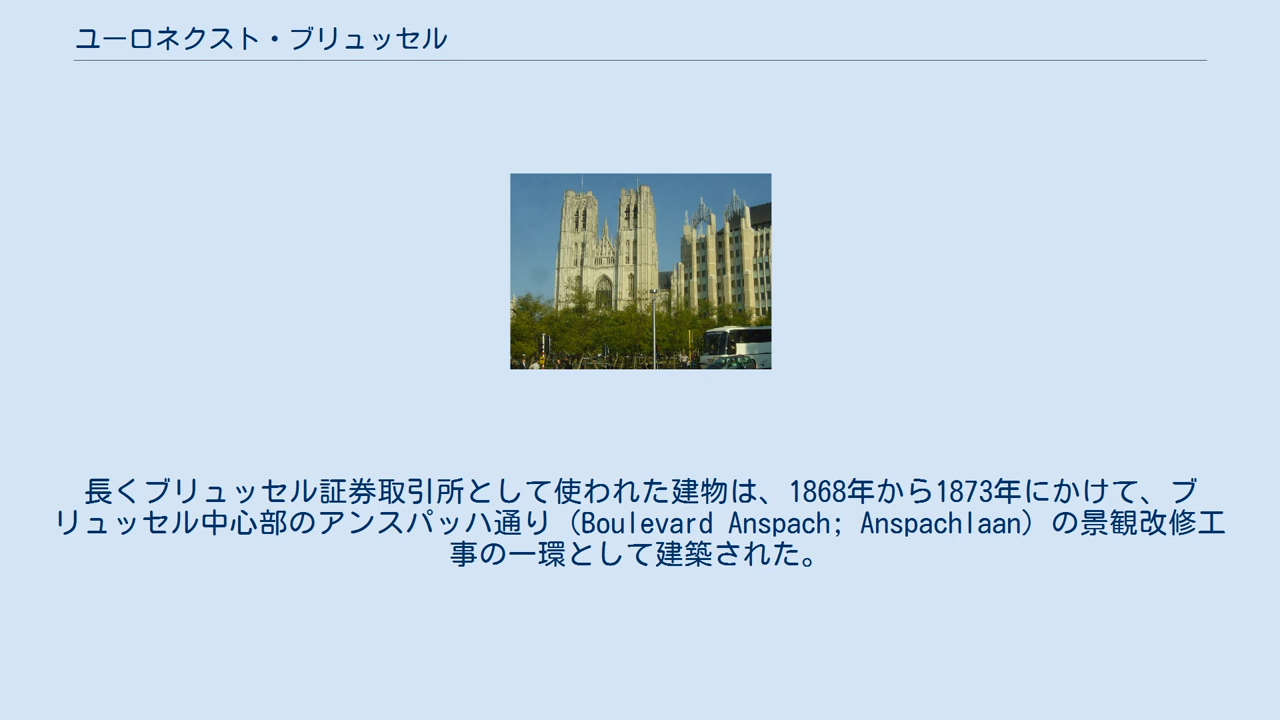 ユーロネクスト・ブリュッセル
長くブリュッセル証券取引所として使われた建物は、1868年から1873年にかけて、ブ
リュッセル中心部のアンスパッハ通り（Boulevard Anspach; Anspachlaan）の景観改修工
事の一環として建築された。